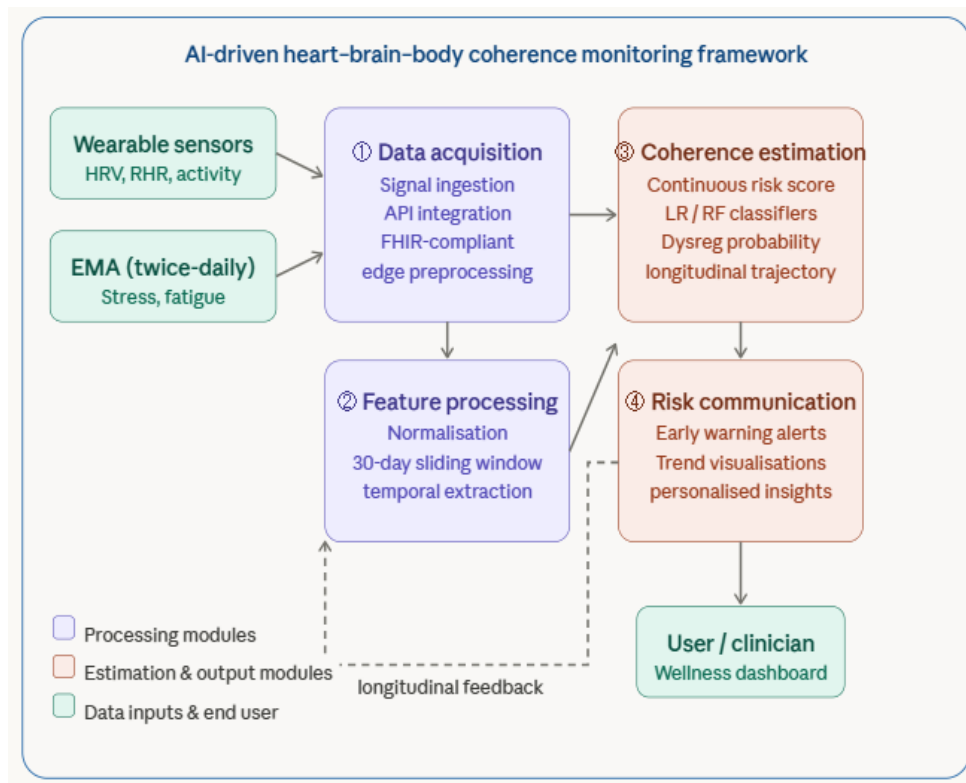 AI-driven heart–brain–body coherence monitoring framework
Wearable sensors
HRV, RHR, activity
EMA (twice-daily)
Stress, fatigue
① Data acquisition
Signal ingestion
API integration
FHIR-compliant
edge preprocessing
② Feature processing
Normalisation
30-day sliding window
temporal extraction
③ Coherence estimation
Continuous risk score
LR / RF classifiers
Dysreg probability
longitudinal trajectory
④ Risk communication
Early warning alerts
Trend visualisations
personalised insights
User / clinician
Wellness dashboard
longitudinal feedback
Processing modules
Estimation & output modules
Data inputs & end user